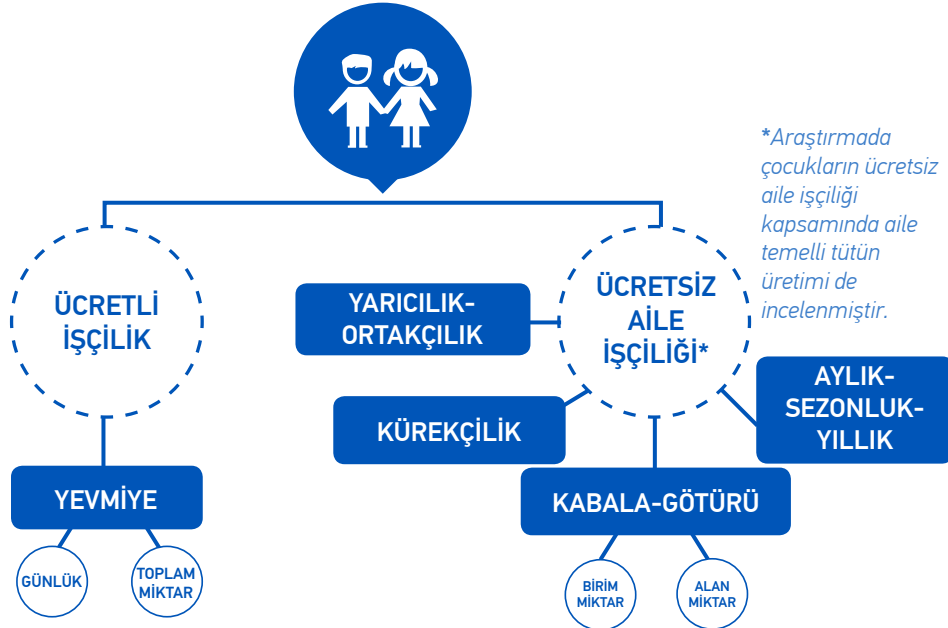 *Araştırmada
çocukların ücretsiz
aile işçiliği
kapsamında aile
temelli tütün
üretimi de
incelenmiştir.
ÜCRETLİ
İŞÇİLİK
YARICILIK-
ORTAKÇILIK
ÜCRETSİZ
AİLE
İŞÇİLİĞİ*
KÜREKÇİLİK
AYLIK-
SEZONLUK-
YILLIK
YEVMİYE
KABALA-GÖTÜRÜ
GÜNLÜK
TOPLAM
MİKTAR
BİRİM
MİKTAR
ALAN
MİKTAR